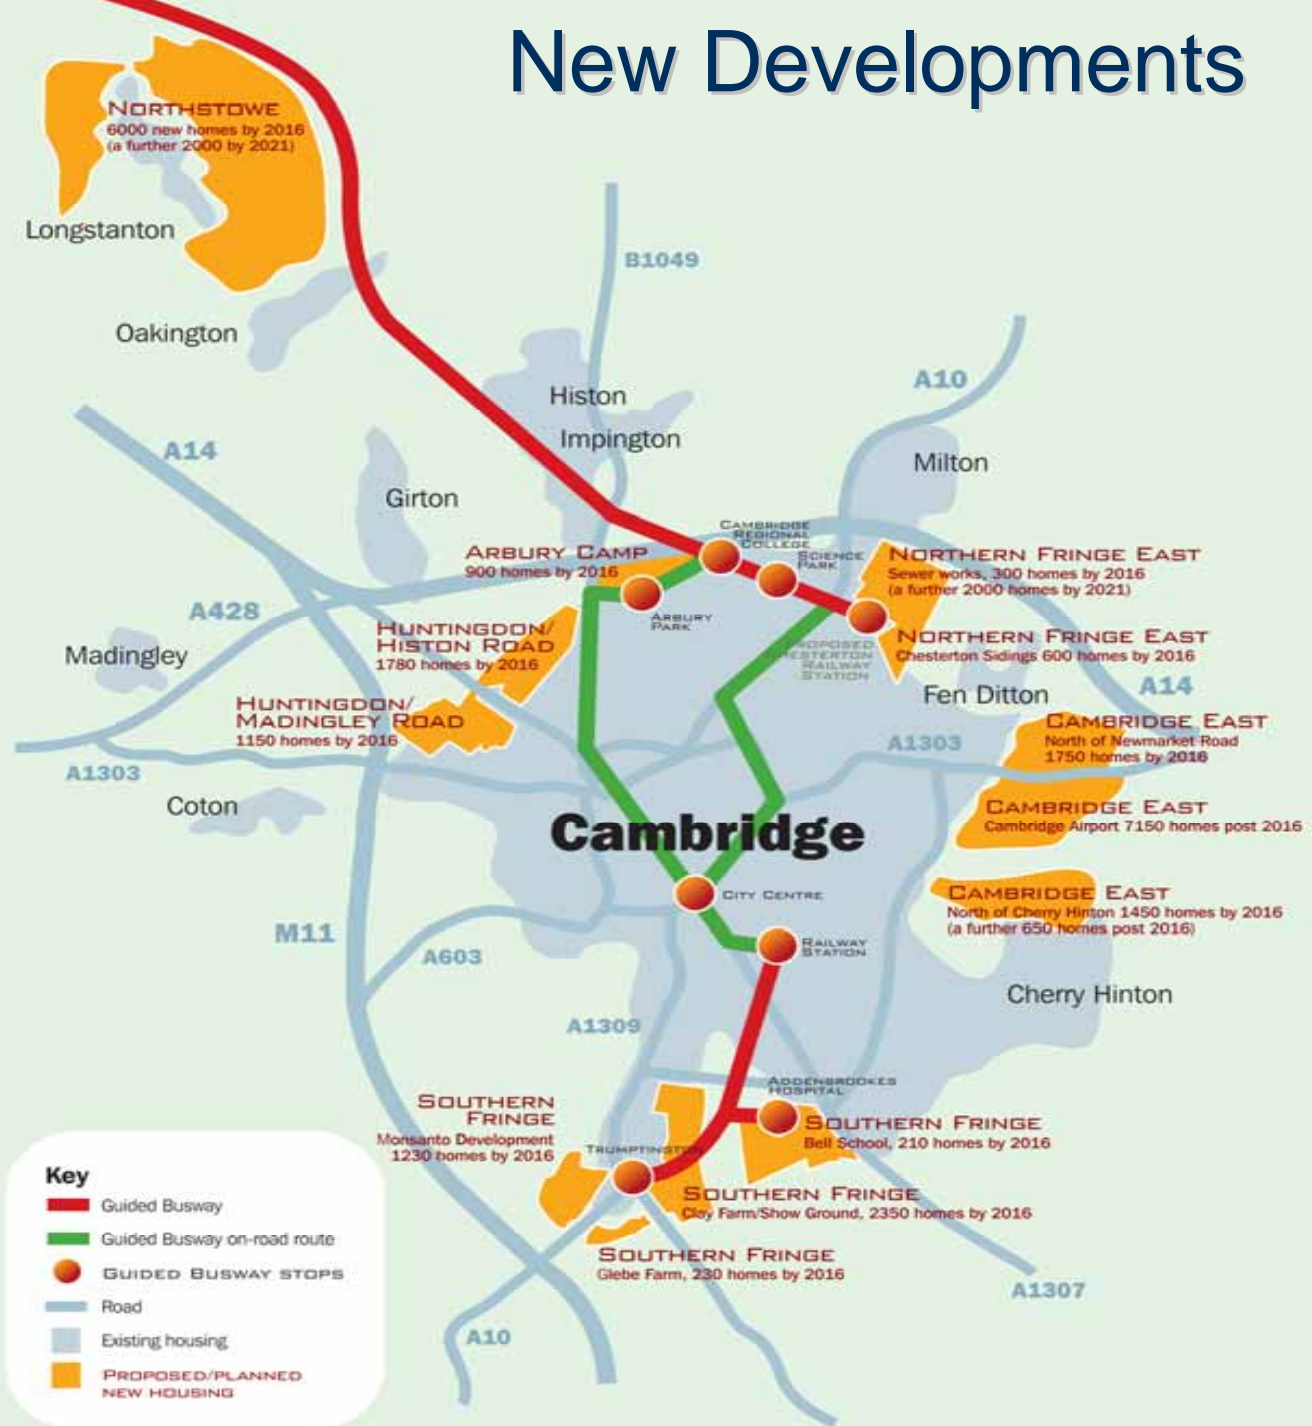 New Developments
NORTHSTOWE
6000 new homes by 2016
(a further 2000 by 2021)
Longstanton
B1049
Oakington
A10
Histon
Impington
A14
Milton
Girton
CAMBRIDGE
REGIONAL
COLLEGE
SCIENCE
PARK
ARBURY CAMP
900 homes by 2016
NORTHERN FRINGE EAST
Sewer works, 300 homes by 2016
(a further 2000 homes by 2021)
A428
ARBURY
PARK
HUNTINGDON/
HISTON ROAD
1780 homes by 2016
NORTHERN FRINGE EAST
Chesterton Sidings 600 homes by 2016
PROPOSED
CHESTERTON
RAILWAY
STATION
Madingley
Fen Ditton
A14
HUNTINGDON/
MADINGLEY ROAD
1150 homes by 2016
CAMBRIDGE EAST
North of Newmarket Road
1750 homes by 2016
A1303
A1303
Coton
CAMBRIDGE EAST
Cambridge Airport 7150 homes post 2016
Cambridge
CITY CENTRE
CAMBRIDGE EAST
North of Cherry Hinton 1450 homes by 2016
(a further 650 homes post 2016)
M11
A603
RAILWAY
STATION
Cherry Hinton
A1309
ADDENBROOKES
HOSPITAL
SOUTHERN
FRINGE
Monsanto Development
1230 homes by 2016
SOUTHERN FRINGE
Bell School, 210 homes by 2016
TRUMPTINGTON
SOUTHERN FRINGE
Clay Farm/Show Ground, 2350 homes by 2016
SOUTHERN FRINGE
Glebe Farm, 230 homes by 2016
A1307
A10
Key
Guided Busway
Guided Busway on-road route
GUIDED BUSWAY STOPS
Road
Existing housing
PROPOSED/PLANNED
NEW HOUSING